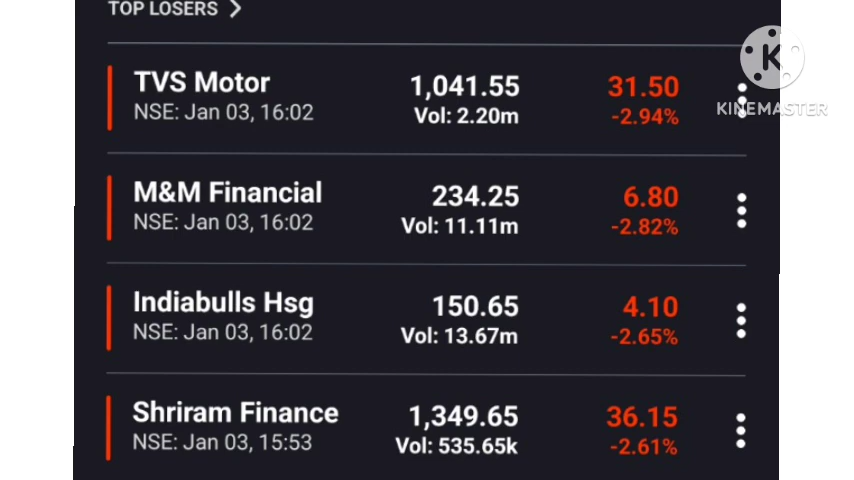 TOP LOSERS >
TVS Motor 1,041.55 31.50
NSE: Jan 03, 16:02 Vol: 2.20m -2.94%
M&M Financial 234.25 6.80
NSE: Jan 03, 16:02 Vol: 11.11m -2.82%
Indiabulls Hsg 150.65 4.10
NSE: Jan 03, 16:02 Vol: 13.67m -2.65%
Shriram Finance 1,349.65 36.15
NSE: Jan 03, 15:53 Vol: 535.65k -2.61%
K
KINEMASTER